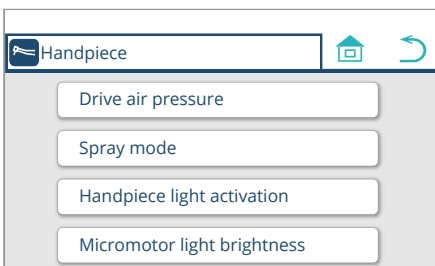 Handpiece
Drive air pressure
Spray mode
Handpiece light activation
Micromotor light brightness